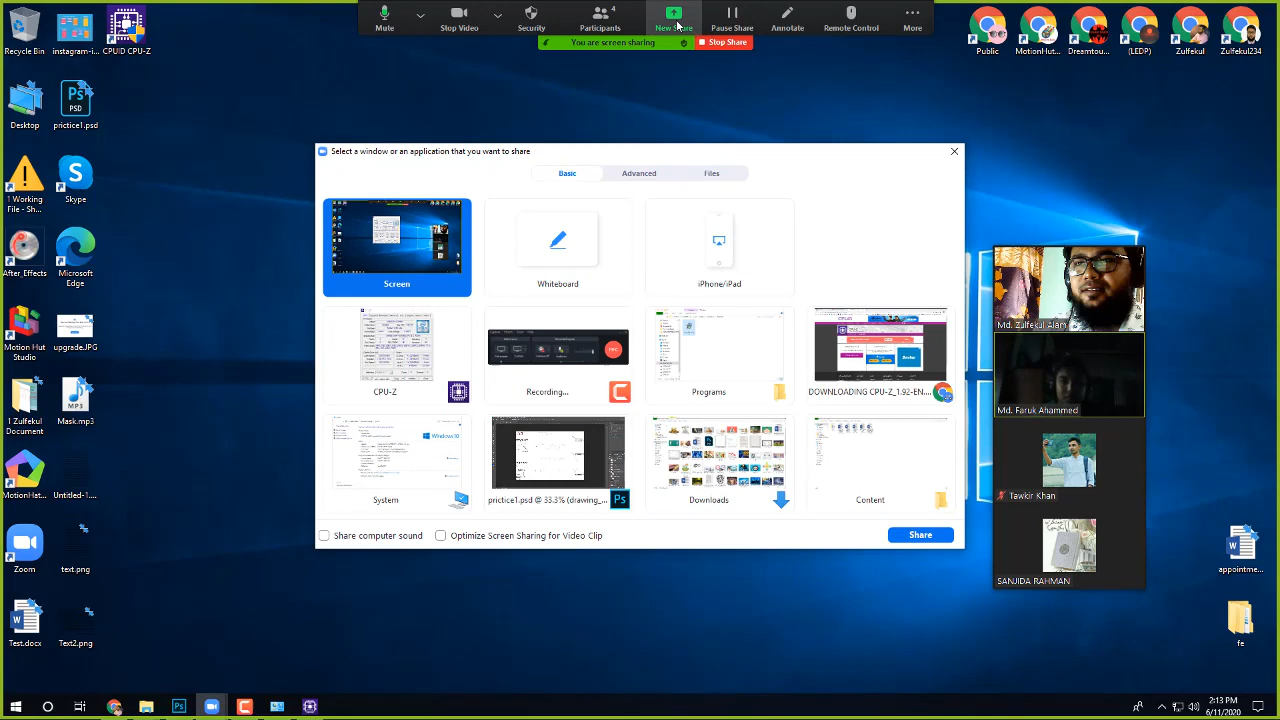 Mute
Stop Video
Security
Participants
4
New Share
Pause Share
Annotate
Remote Control
More
You are screen sharing
Stop Share
Recycle Bin
instagram-i...
CPUID CPU-Z
Public
MotionHut...
Dreamtou...
(LEDP)
Zulfekul
Zulfekul234
Desktop
prictice1.psd
1 Working File - Sh...
Skype
After_Effects
Microsoft Edge
Motion Hut Studio
upgrade.JPG
1 Zulfekul Document
Untitled-1....
Zoom
text.png
Test.docx
Text2.png
Select a window or an application that you want to share
Basic
Advanced
Files
Screen
Whiteboard
iPhone/iPad
CPU-Z
Recording...
Programs
DOWNLOADING CPU-Z_1.92-EN....
System
prictice1.psd @ 33.3% (drawing_...
Downloads
Content
Share computer sound
Optimize Screen Sharing for Video Clip
Share
Md. Zulfekul Alam
Md. Faruk Ahammed
Tawkir Khan
SANJIDA RAHMAN
appointme...
fe
2:13 PM
6/11/2020